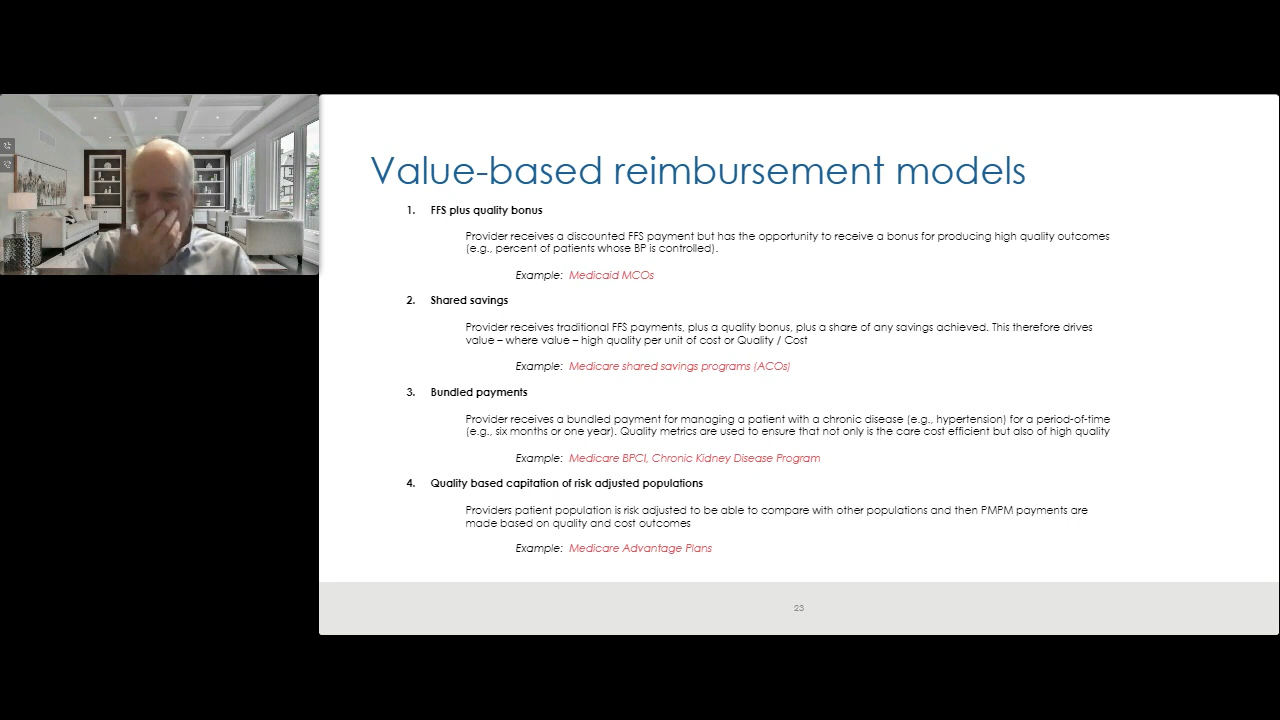 Value-based reimbursement models
1. FFS plus quality bonus
Provider receives a discounted FFS payment but has the opportunity to receive a bonus for producing high quality outcomes
(e.g., percent of patients whose BP is controlled).
Example: Medicaid MCOs
2. Shared savings
Provider receives traditional FFS payments, plus a quality bonus, plus a share of any savings achieved. This therefore drives
value – where value – high quality per unit of cost or Quality / Cost
Example: Medicare shared savings programs (ACOs)
3. Bundled payments
Provider receives a bundled payment for managing a patient with a chronic disease (e.g., hypertension) for a period-of-time
(e.g., six months or one year). Quality metrics are used to ensure that not only is the care cost efficient but also of high quality
Example: Medicare BPCI, Chronic Kidney Disease Program
4. Quality based capitation of risk adjusted populations
Providers patient population is risk adjusted to be able to compare with other populations and then PMPM payments are
made based on quality and cost outcomes
Example: Medicare Advantage Plans
23